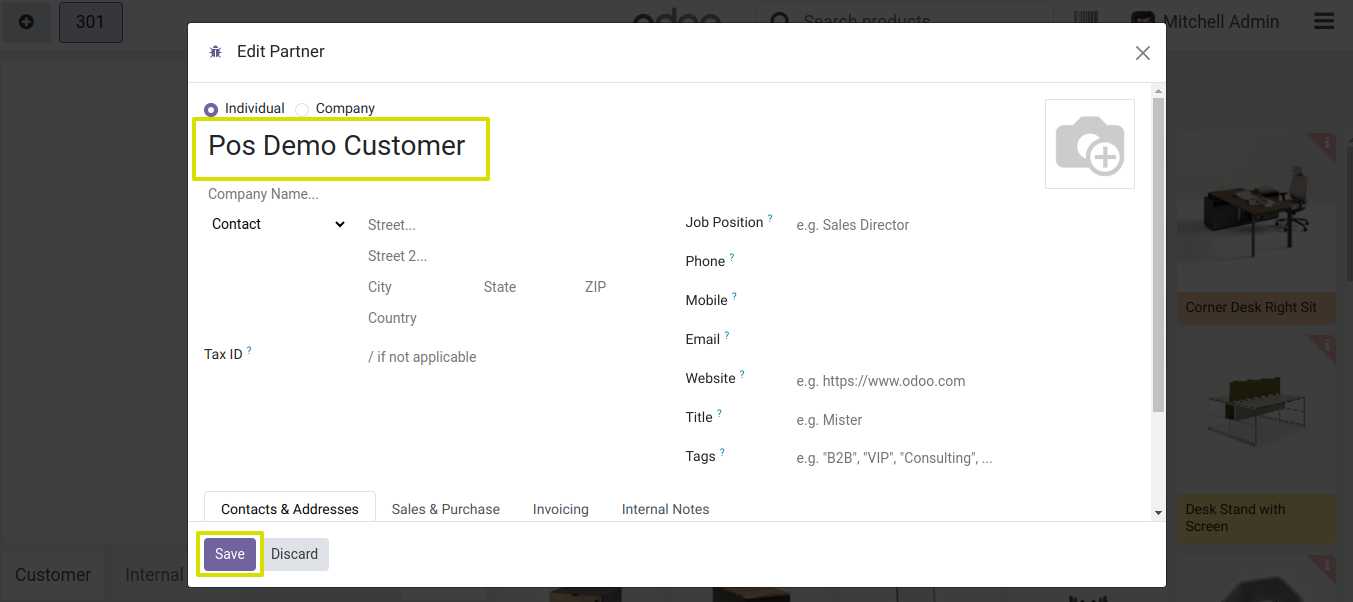 301
odoo
Search products...
Mitchell Admin
Edit Partner
Individual
Company
Pos Demo Customer
Company Name...
Contact
Street...
Street 2...
City
State
ZIP
Country
Tax ID ?
/ if not applicable
Job Position ?
e.g. Sales Director
Phone ?
Mobile ?
Email ?
Website ?
e.g. https://www.odoo.com
Title ?
e.g. Mister
Tags ?
e.g. "B2B", "VIP", "Consulting", ...
Contacts & Addresses
Sales & Purchase
Invoicing
Internal Notes
Save
Discard
Corner Desk Right Sit
Desk Stand with
Screen
Customer
Internal